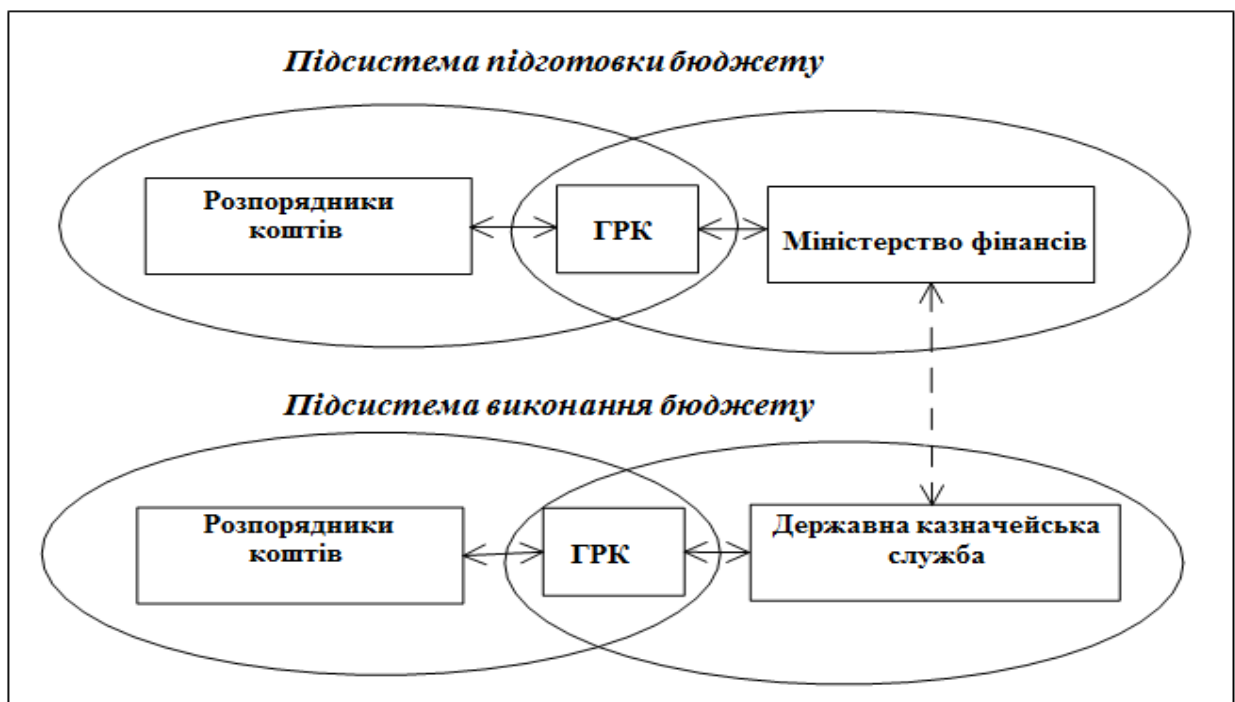 Підсистема підготовки бюджету
Розпорядники
коштів
ГРК
Міністерство фінансів
Підсистема виконання бюджету
Розпорядники
коштів
ГРК
Державна казначейська
служба